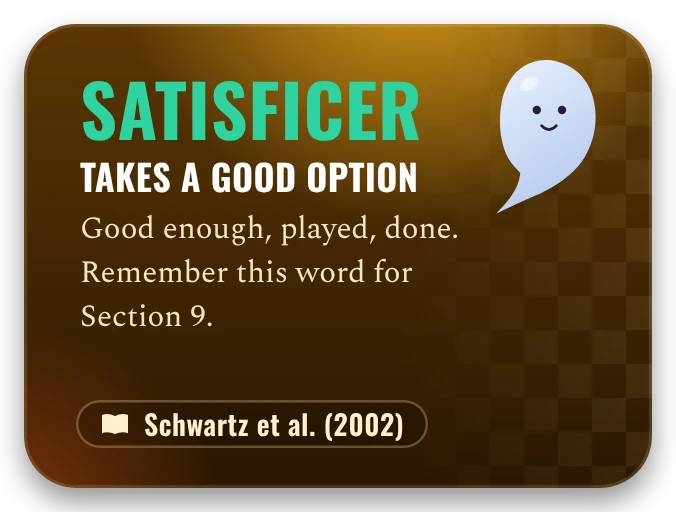 SATISFICER
TAKES A GOOD OPTION
Good enough, played, done.
Remember this word for
Section 9.
Schwartz et al. (2002)